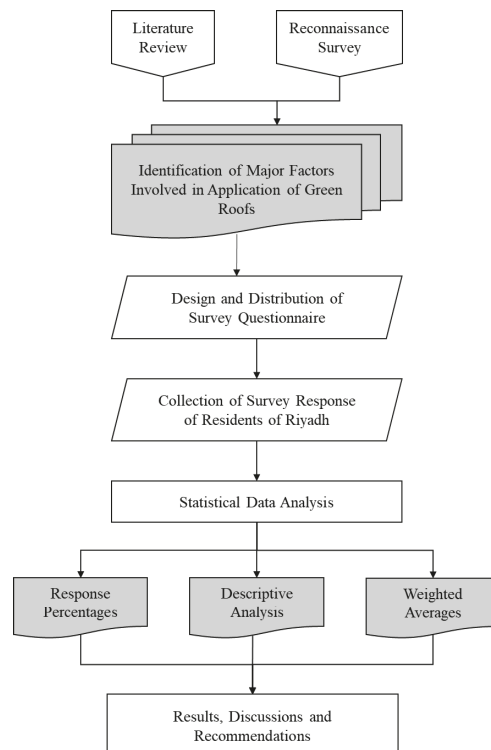 Literature
Review
Reconnaissance
Survey
Identification of Major Factors
Involved in Application of Green
Roofs
Design and Distribution of
Survey Questionnaire
Collection of Survey Response
of Residents of Riyadh
Statistical Data Analysis
Response
Percentages
Descriptive
Analysis
Weighted
Averages
Results, Discussions and
Recommendations